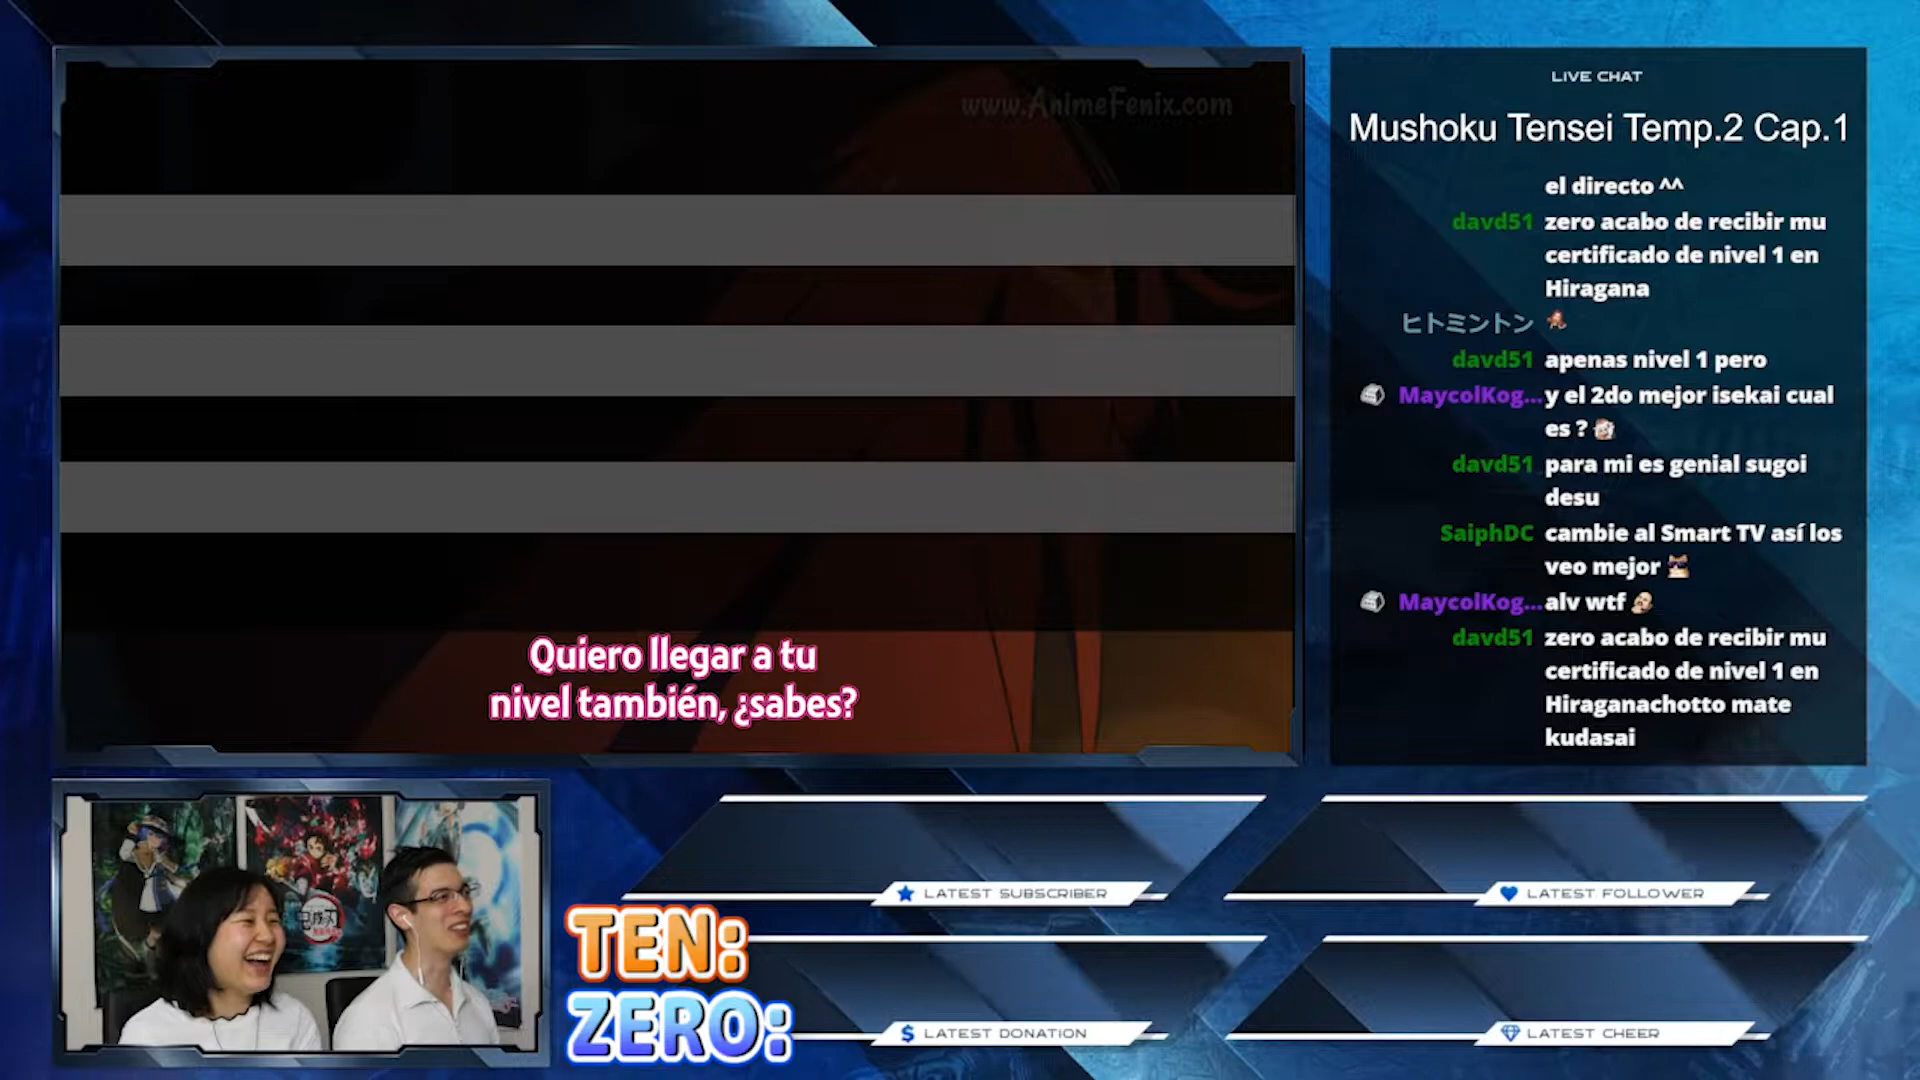 www.AnimeFenix.com
Quiero llegar a tu
nivel también, ¿sabes?
LIVE CHAT
Mushoku Tensei Temp.2 Cap.1
el directo ^^
davd51 zero acabo de recibir mu
certificado de nivel 1 en
Hiragana
ヒトミントン
davd51 apenas nivel 1 pero
MaycolKog... y el 2do mejor isekai cual
es ?
davd51 para mi es genial sugoi
desu
SaiphDC cambie al Smart TV así los
veo mejor
MaycolKog... alv wtf
davd51 zero acabo de recibir mu
certificado de nivel 1 en
Hiraganachotto mate
kudasai
TEN:
ZERO:
LATEST SUBSCRIBER
LATEST FOLLOWER
LATEST DONATION
LATEST CHEER